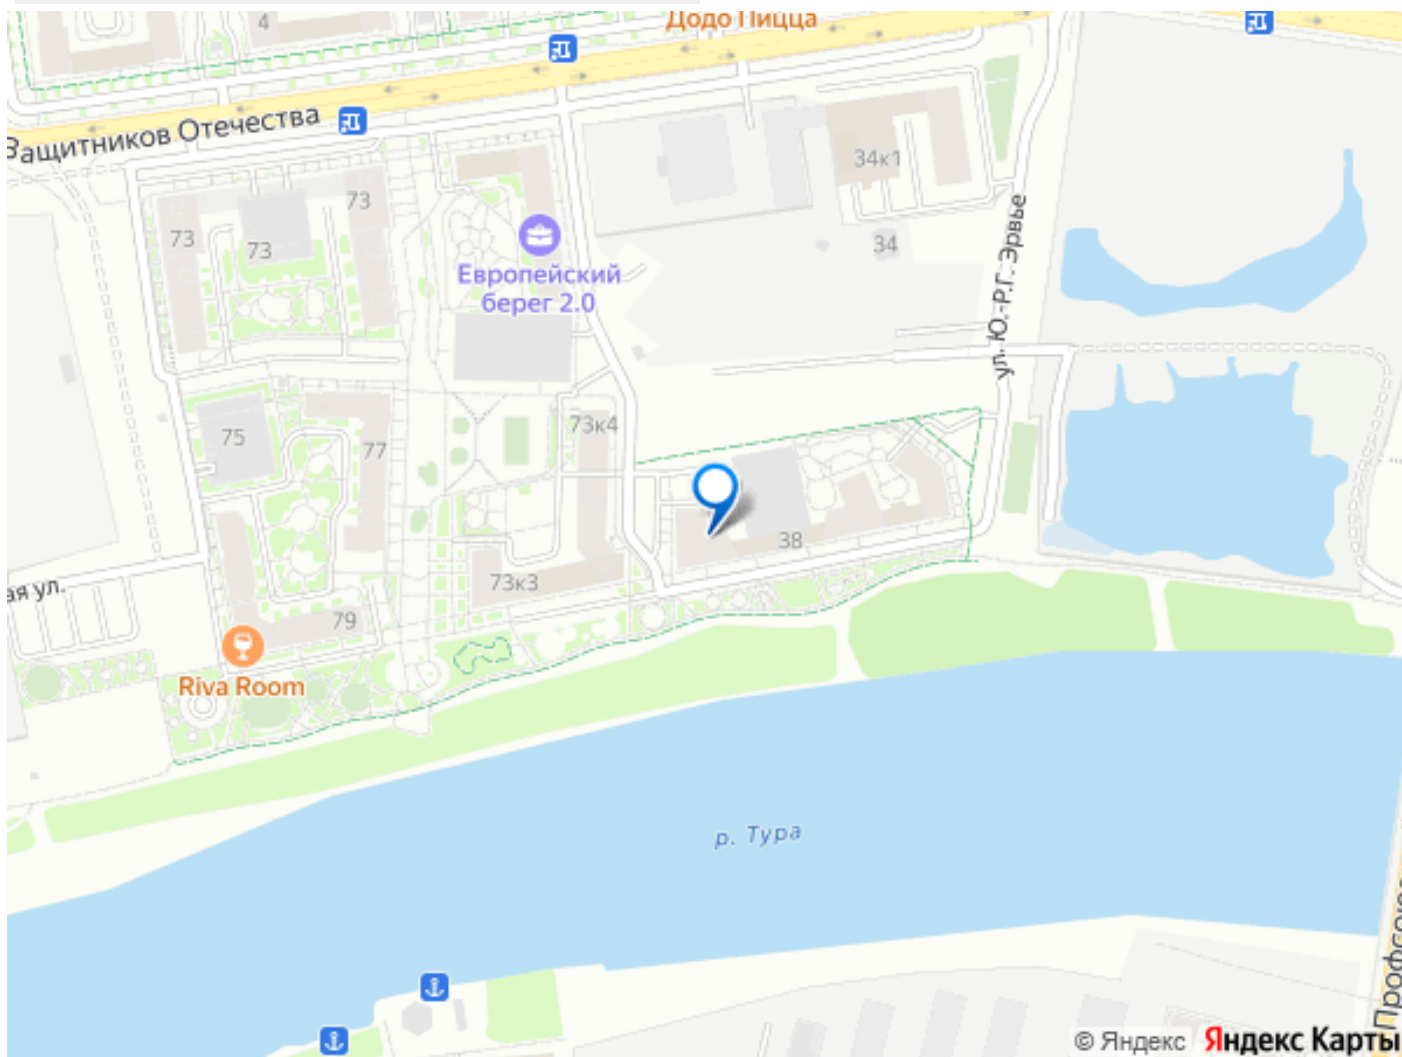 Додо Пицца
4
Защитников Отечества
34к1
73
73
73
34
ул. Ю.-Р.Г. Эрвье
Европейский
берег 2.0
73к4
75
77
38
73к3
ая ул.
79
Riva Room
р. Тура
Профсоюз
© Яндекс Яндекс Карты